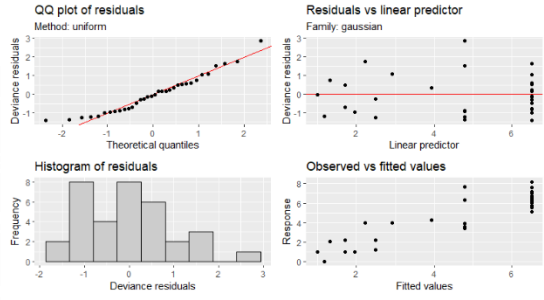 QQ plot of residuals
Method: uniform
Deviance residuals
3
2
1
0
-1
-2
-1
0
1
2
Theoretical quantiles
Residuals vs linear predictor
Family: gaussian
Deviance residuals
3
2
1
0
-1
2
4
6
Linear predictor
Histogram of residuals
Frequency
8
6
4
2
0
-2
-1
0
1
2
3
Deviance residuals
Observed vs fitted values
Response
8
6
4
2
0
2
4
6
Fitted values